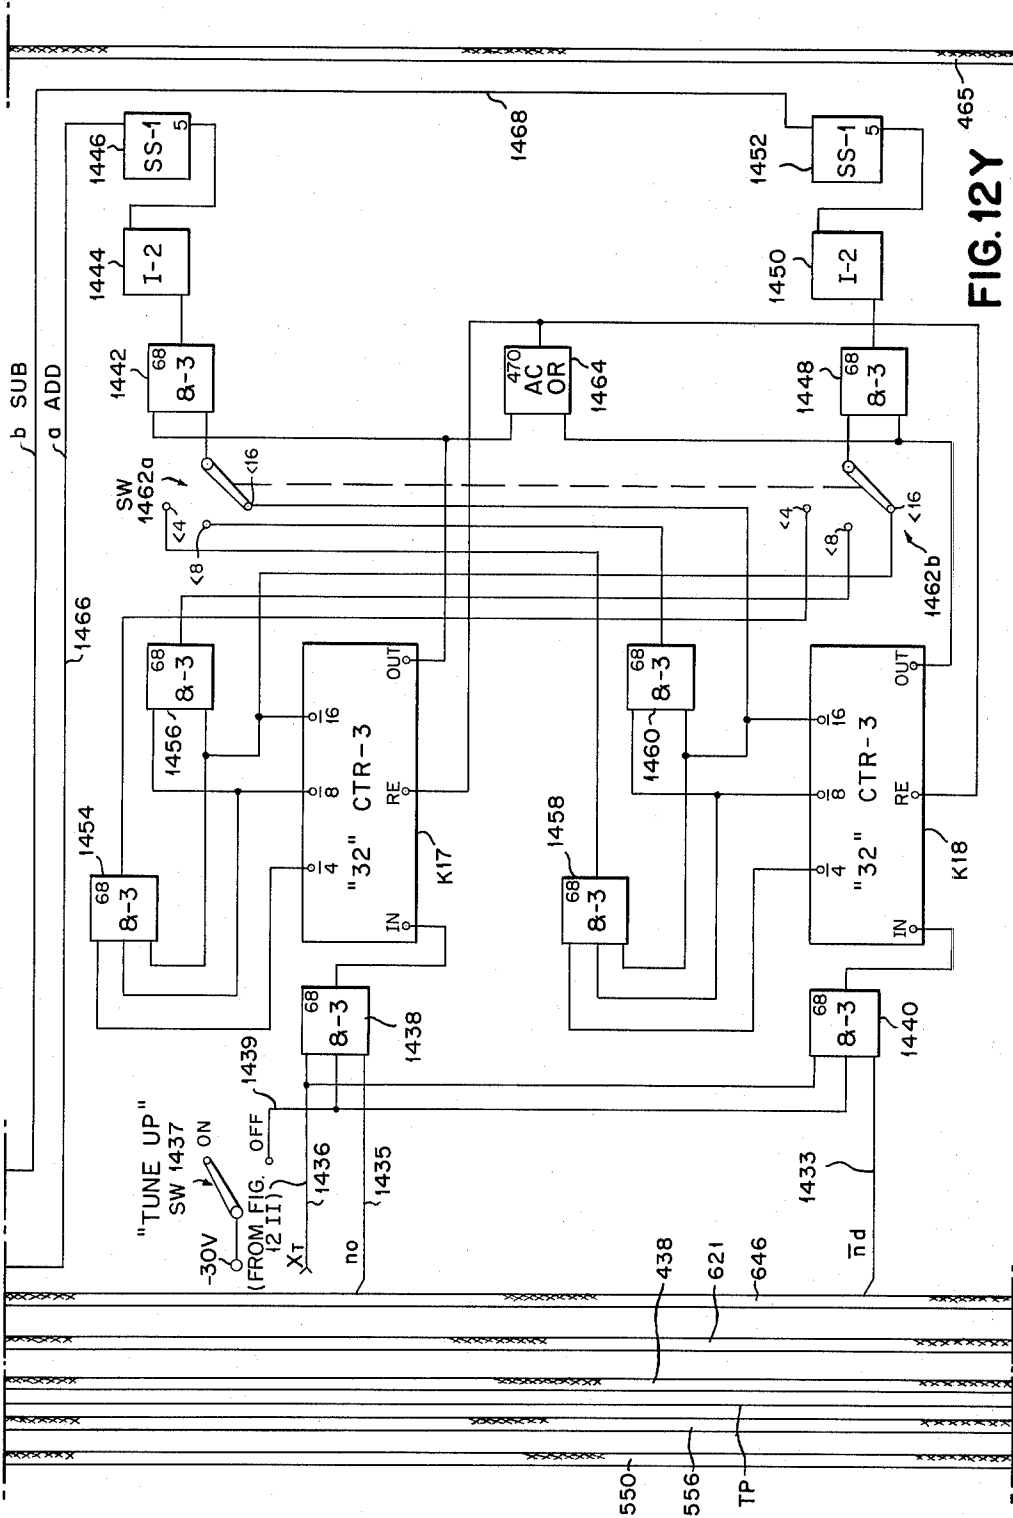 b SUB
a ADD
1466
1446
SS-1
5
1444
I-2
1442
68
&-3
1468
465
SW
1462a
<4
<8
<16
1456
68
&-3
1454
68
&-3
"32" CTR-3
4
8
16
IN
RE
OUT
K17
470
AC
OR
1464
1452
SS-1
5
1450
I-2
1448
68
&-3
<4
<8
<16
1462b
1460
68
&-3
1458
68
&-3
"32" CTR-3
4
8
16
IN
RE
OUT
K18
68
&-3
1438
68
&-3
1440
1439
"TUNE UP"
SW 1437
ON
OFF
-30V
(FROM FIG.
12 II)
XT
1436
no
1435
n̅d
1433
438
621
646
550
556
TP
FIG. 12Y